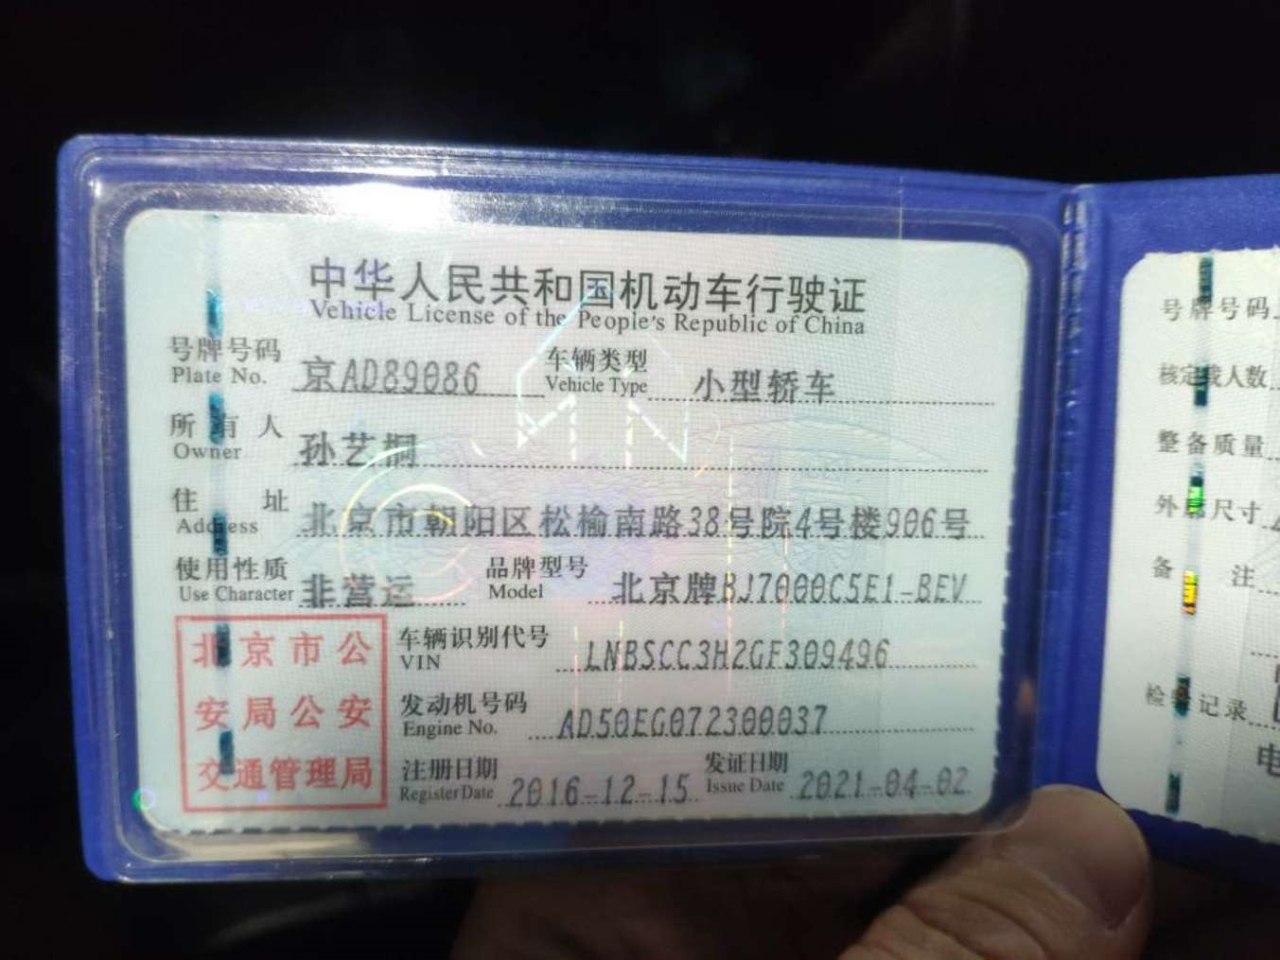 中华人民共和国机动车行驶证
Vehicle License of the People's Republic of China
号牌号码 京AD89086 车辆类型 小型轿车
Plate No. Vehicle Type
所有人 孙艺桐
Owner
住址 北京市朝阳区松榆南路38号院4号楼906号
Address
使用性质 非营运 品牌型号 北京牌BJ7000C5E1-BEV
Use Character Model
北京市公
安局公安
交通管理局
车辆识别代号 LNBSCC3H2GF309496
VIN
发动机号码 AD50EG072300037
Engine No.
注册日期 2016-12-15 发证日期 2021-04-02
Register Date Issue Date
号牌号码
核定载人数
整备质量
外廓尺寸
备注
检验记录
电